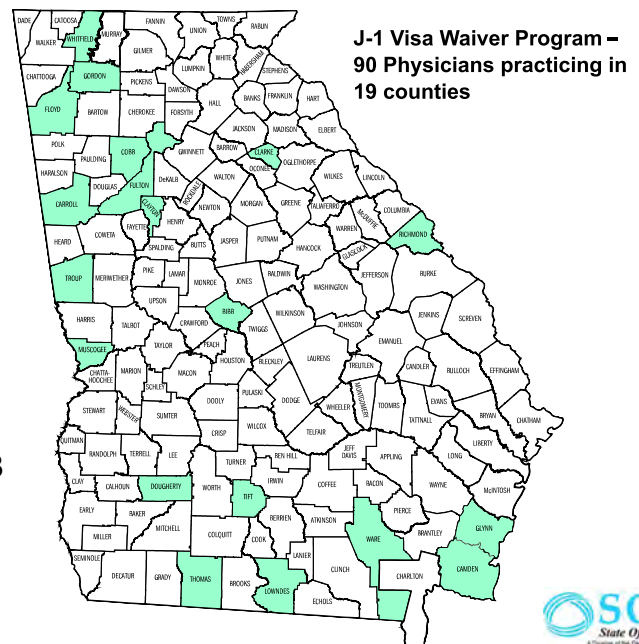 J-1 Visa Waiver Program –
90 Physicians practicing in
19 counties
DADE
CATOOSA
WHITFIELD
MURRAY
FANNIN
UNION
TOWNS
RABUN
WALKER
GILMER
LUMPKIN
WHITE
HABERSHAM
STEPHENS
CHATTOOGA
GORDON
PICKENS
DAWSON
HALL
BANKS
FRANKLIN
HART
FLOYD
BARTOW
CHEROKEE
FORSYTH
JACKSON
MADISON
ELBERT
POLK
PAULDING
COBB
GWINNETT
BARROW
CLARKE
OCONEE
OGLETHORPE
WILKES
LINCOLN
HARALSON
DOUGLAS
FULTON
DeKALB
WALTON
ROCKDALE
NEWTON
MORGAN
GREENE
TALIAFERRO
McDUFFIE
COLUMBIA
CARROLL
CLAYTON
HENRY
FAYETTE
COWETA
HEARD
SPALDING
BUTTS
JASPER
PUTNAM
HANCOCK
WARREN
GLASCOCK
RICHMOND
TROUP
MERIWETHER
PIKE
LAMAR
MONROE
JONES
BALDWIN
WASHINGTON
JEFFERSON
BURKE
UPSON
HARRIS
TALBOT
CRAWFORD
BIBB
TWIGGS
WILKINSON
JOHNSON
JENKINS
SCREVEN
EMANUEL
MUSCOGEE
TAYLOR
PEACH
HOUSTON
BLECKLEY
LAURENS
TREUTLEN
CANDLER
BULLOCH
EFFINGHAM
CHATTA-
HOOCHEE
MARION
SCHLEY
MACON
DOOLY
PULASKI
DODGE
WHEELER
MONTGOMERY
TOOMBS
EVANS
TATTNALL
BRYAN
CHATHAM
STEWART
WEBSTER
SUMTER
CRISP
WILCOX
TELFAIR
JEFF
DAVIS
APPLING
LONG
LIBERTY
QUITMAN
RANDOLPH
TERRELL
LEE
TURNER
BEN HILL
IRWIN
COFFEE
BACON
WAYNE
McINTOSH
CLAY
CALHOUN
DOUGHERTY
WORTH
TIFT
PIERCE
EARLY
BAKER
MITCHELL
COLQUITT
BERRIEN
ATKINSON
WARE
BRANTLEY
GLYNN
MILLER
COOK
LANIER
CLINCH
CHARLTON
CAMDEN
SEMINOLE
DECATUR
GRADY
THOMAS
BROOKS
LOWNDES
ECHOLS
State O